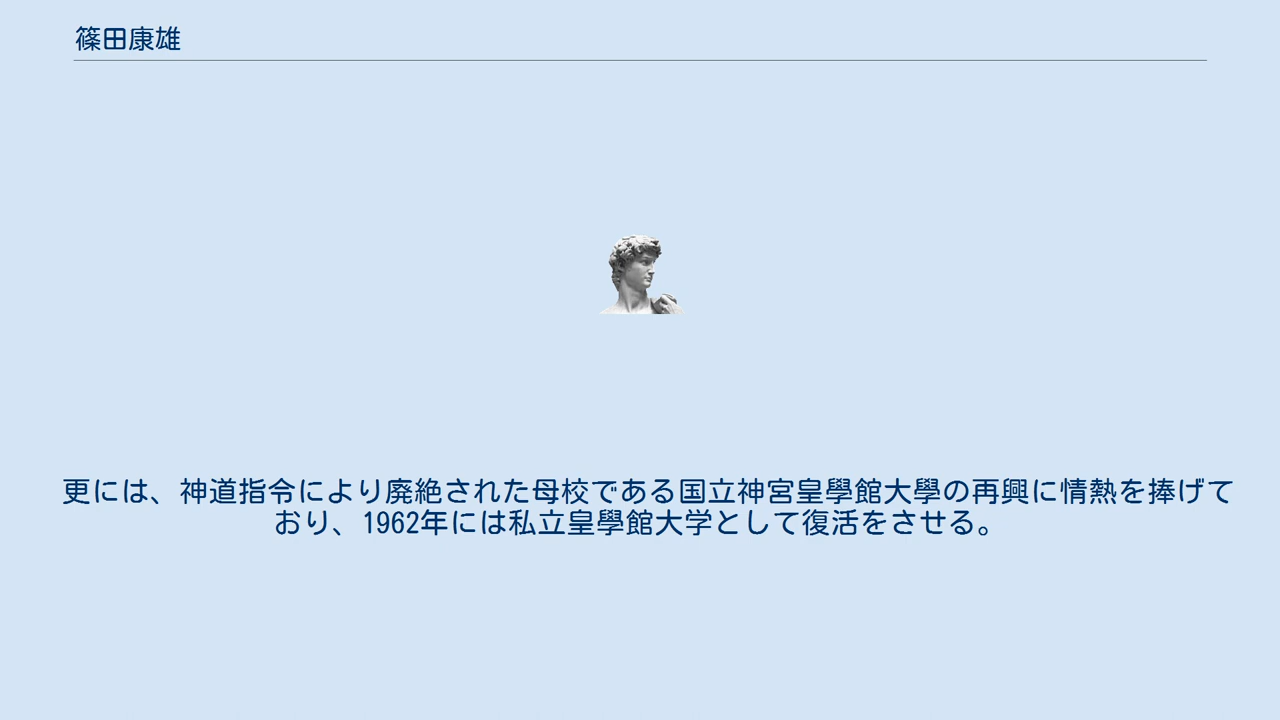 篠田康雄
更には、神道指令により廃絶された母校である国立神宮皇學館大學の再興に情熱を捧げて
おり、1962年には私立皇學館大学として復活をさせる。